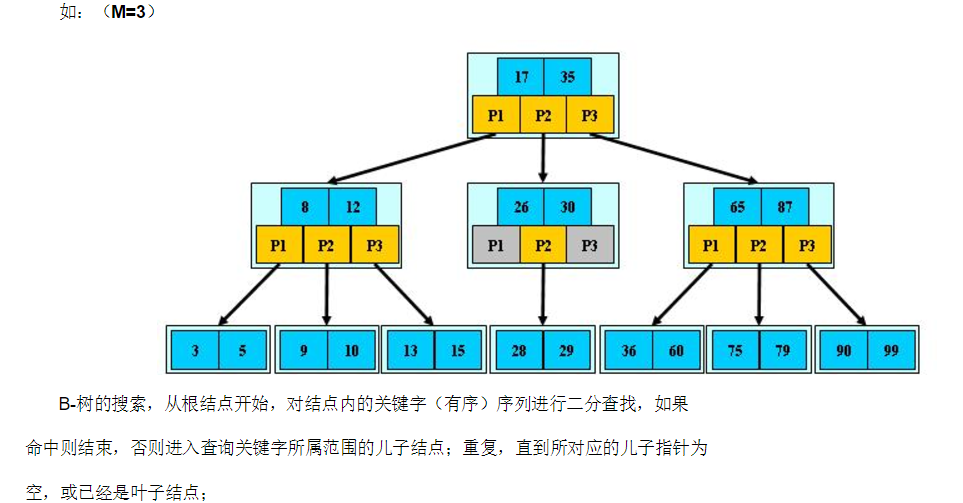 如：（M=3）
17 35
P1 P2 P3
8 12 26 30 65 87
P1 P2 P3 P1 P2 P3 P1 P2 P3
3 5 9 10 13 15 28 29 36 60 75 79 90 99
B-树的搜索，从根结点开始，对结点内的关键字（有序）序列进行二分查找，如果
命中则结束，否则进入查询关键字所属范围的儿子结点；重复，直到所对应的儿子指针为
空，或已经是叶子结点；